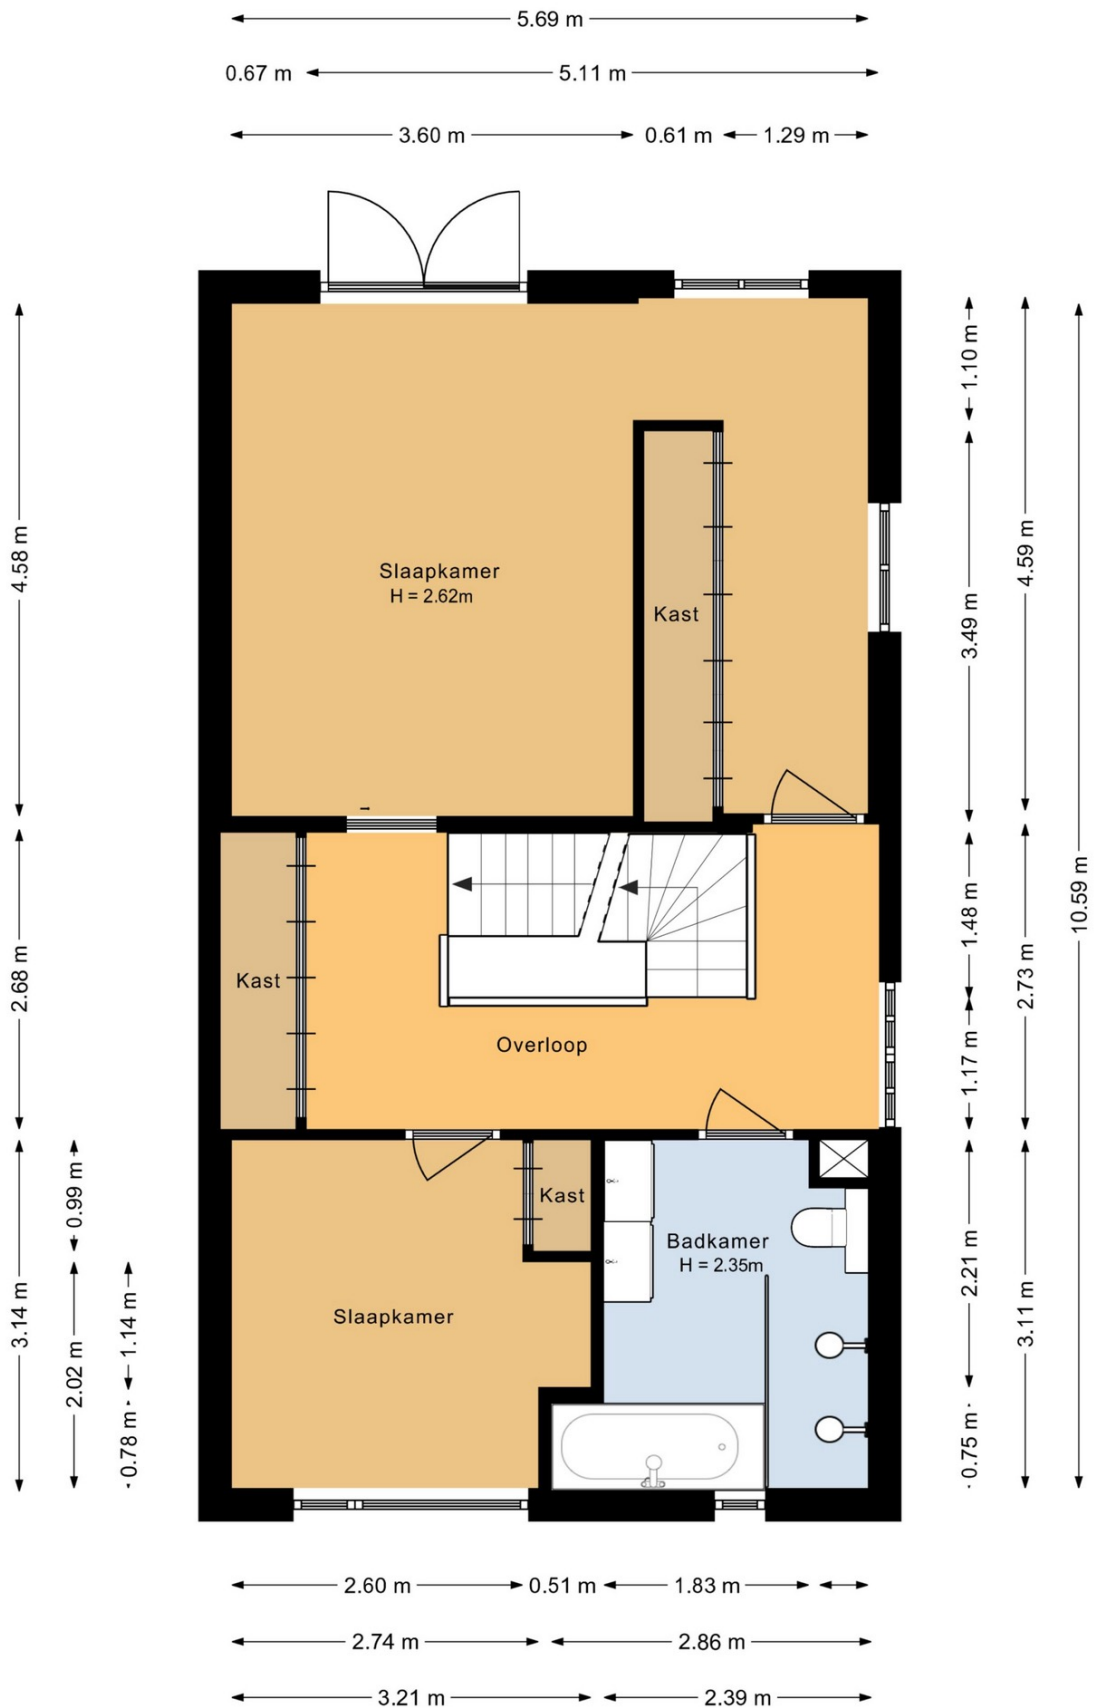 5.69 m
0.67 m 5.11 m
3.60 m 0.61 m 1.29 m
1.10 m
4.58 m
4.59 m
Slaapkamer
H = 2.62m
Kast
3.49 m
10.59 m
1.48 m
2.68 m
2.73 m
Kast
Overloop
1.17 m
0.99 m
Kast
Badkamer
H = 2.35m
2.21 m
3.14 m
1.14 m
Slaapkamer
3.11 m
2.02 m
0.78 m
0.75 m
2.60 m 0.51 m 1.83 m
2.74 m 2.86 m
3.21 m 2.39 m